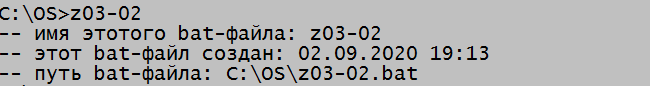 C:\OS>z03-02
-- имя этотого bat-файла: z03-02
-- этот bat-файл создан: 02.09.2020 19:13
-- путь bat-файла: C:\OS\z03-02.bat